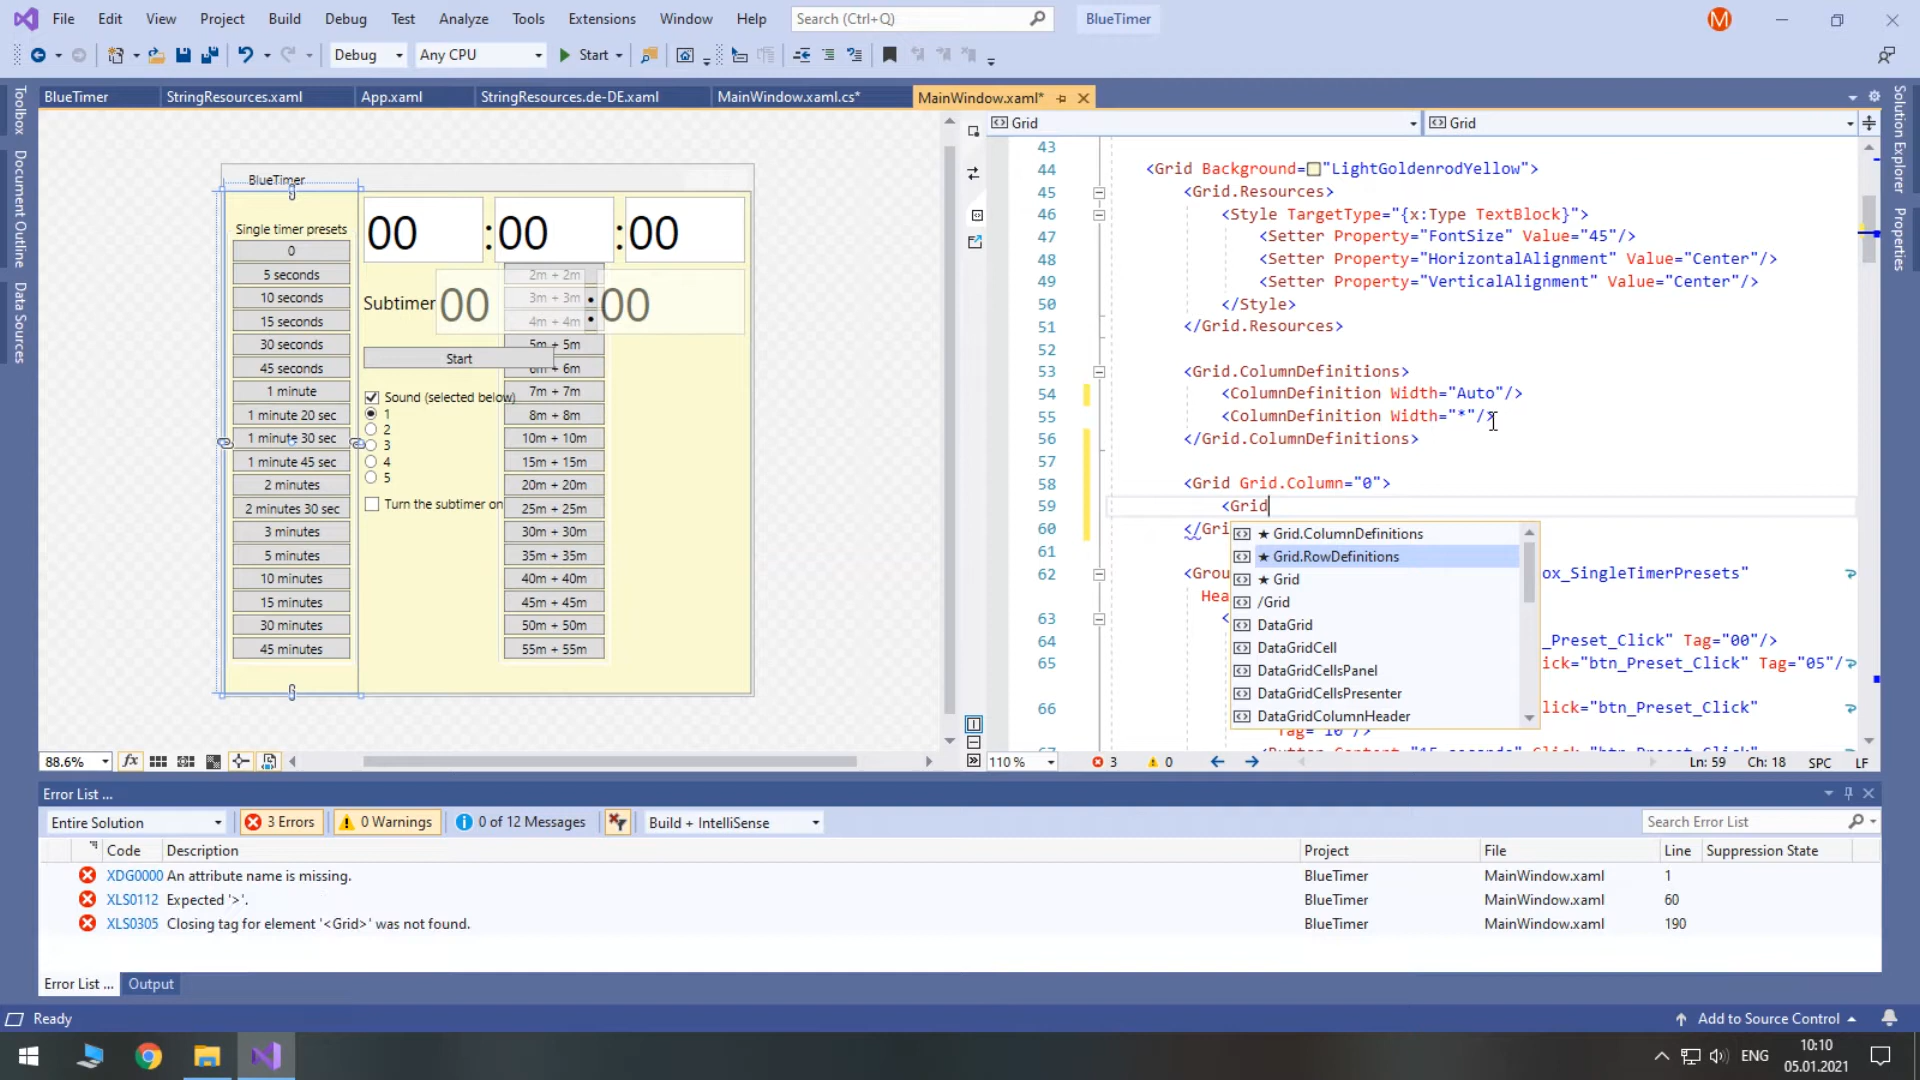 File Edit View Project Build Debug Test Analyze Tools Extensions Window Help Search (Ctrl+Q) BlueTimer M
Debug Any CPU Start
BlueTimer StringResources.xaml App.xaml StringResources.de-DE.xaml MainWindow.xaml.cs* MainWindow.xaml*
Toolbox
Document Outline
Data Sources
Solution Explorer
Properties
Grid Grid
BlueTimer
Single timer presets
0
5 seconds
10 seconds
15 seconds
30 seconds
45 seconds
1 minute
1 minute 20 sec
1 minute 30 sec
1 minute 45 sec
2 minutes
2 minutes 30 sec
3 minutes
5 minutes
10 minutes
15 minutes
30 minutes
45 minutes
00 : 00 : 00
Subtimer 00 : 00
Start
Sound (selected below)
1
2
3
4
5
Turn the subtimer on
2m + 2m
3m + 3m
4m + 4m
5m + 5m
6m + 6m
7m + 7m
8m + 8m
10m + 10m
15m + 15m
20m + 20m
25m + 25m
30m + 30m
35m + 35m
40m + 40m
45m + 45m
50m + 50m
55m + 55m
43
44 <Grid Background="LightGoldenrodYellow">
45 <Grid.Resources>
46 <Style TargetType="{x:Type TextBlock}">
47 <Setter Property="FontSize" Value="45"/>
48 <Setter Property="HorizontalAlignment" Value="Center"/>
49 <Setter Property="VerticalAlignment" Value="Center"/>
50 </Style>
51 </Grid.Resources>
52
53 <Grid.ColumnDefinitions>
54 <ColumnDefinition Width="Auto"/>
55 <ColumnDefinition Width="*"/>
56 </Grid.ColumnDefinitions>
57
58 <Grid Grid.Column="0">
59 <Grid
60 </Gri
61
62 <Grou ox_SingleTimerPresets"
Hea
63 <
64 _Preset_Click" Tag="00"/>
65 ick="btn_Preset_Click" Tag="05"/
66 lick="btn_Preset_Click"
Tag="10"/>
67 <Button Content="15 seconds" Click="btn_Preset_Click"
Grid.ColumnDefinitions
Grid.RowDefinitions
Grid
/Grid
DataGrid
DataGridCell
DataGridCellsPanel
DataGridCellsPresenter
DataGridColumnHeader
88.6% fx 110 % 3 0 Ln: 59 Ch: 18 SPC LF
Error List ...
Entire Solution 3 Errors 0 Warnings 0 of 12 Messages Build + IntelliSense Search Error List
Code Description Project File Line Suppression State
XDG0000 An attribute name is missing. BlueTimer MainWindow.xaml 1
XLS0112 Expected '>'. BlueTimer MainWindow.xaml 60
XLS0305 Closing tag for element '<Grid>' was not found. BlueTimer MainWindow.xaml 190
Error List ... Output
Ready Add to Source Control
ENG 10:10
05.01.2021